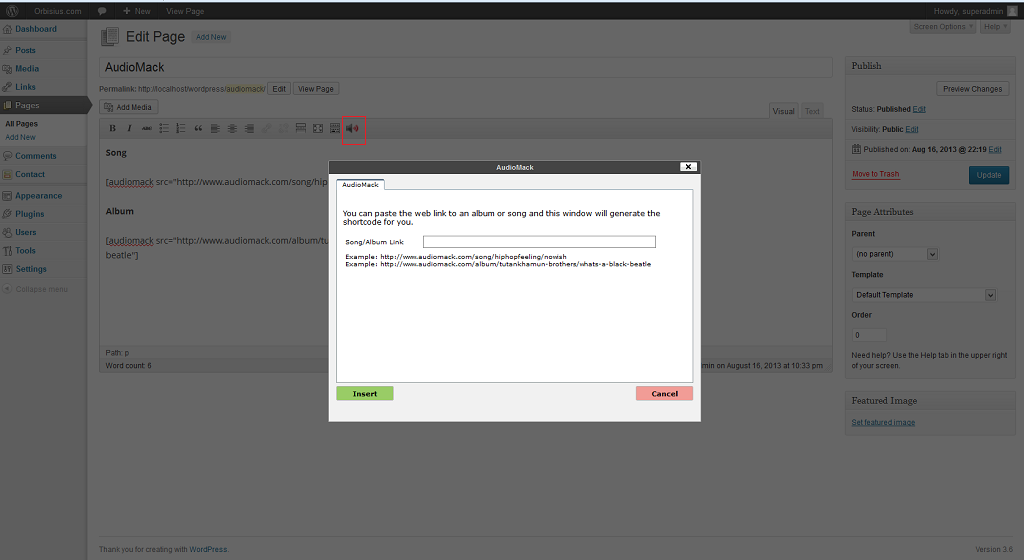 Orbisius.com
New
View Page
Howdy, superadmin
Dashboard
Posts
Media
Links
Pages
All Pages
Add New
Comments
Contact
Appearance
Plugins
Users
Tools
Settings
Collapse menu
Edit Page
Add New
Screen Options
Help
AudioMack
Permalink: http://localhost/wordpress/audiomack/
Edit
View Page
Add Media
Visual
Text
B
I
ABC
Song
[audiomack src="http://www.audiomack.com/song/hip
Album
[audiomack src="http://www.audiomack.com/album/tu
beatle"]
Path: p
Word count: 6
min on August 16, 2013 at 10:33 pm
AudioMack
AudioMack
You can paste the web link to an album or song and this window will generate the
shortcode for you.
Song/Album Link
Example: http://www.audiomack.com/song/hiphopfeeling/nowish
Example: http://www.audiomack.com/album/tutankhamun-brothers/whats-a-black-beatle
Insert
Cancel
Publish
Preview Changes
Status: Published Edit
Visibility: Public Edit
Published on: Aug 16, 2013 @ 22:19 Edit
Move to Trash
Update
Page Attributes
Parent
(no parent)
Template
Default Template
Order
0
Need help? Use the Help tab in the upper right
of your screen.
Featured Image
Set featured image
Thank you for creating with WordPress.
Version 3.6